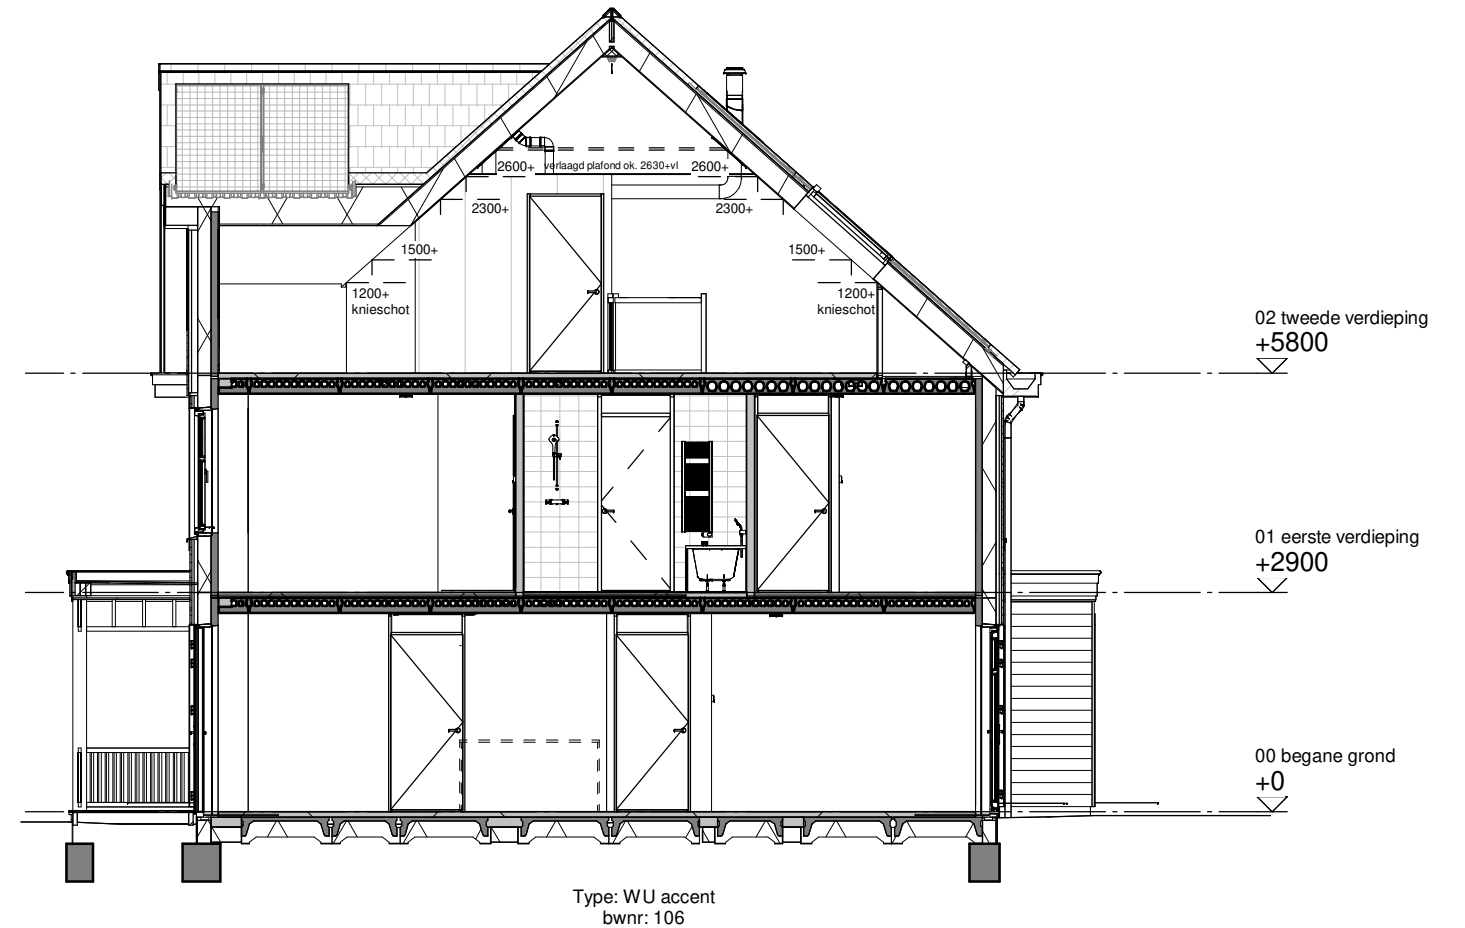 2600+ verlaagd plafond ok. 2630+vl 2600+
2300+ 2300+
1500+ 1500+
1200+ 1200+
knieschot knieschot
02 tweede verdieping
+5800
01 eerste verdieping
+2900
00 begane grond
+0
Type: WU accent
bwnr: 106